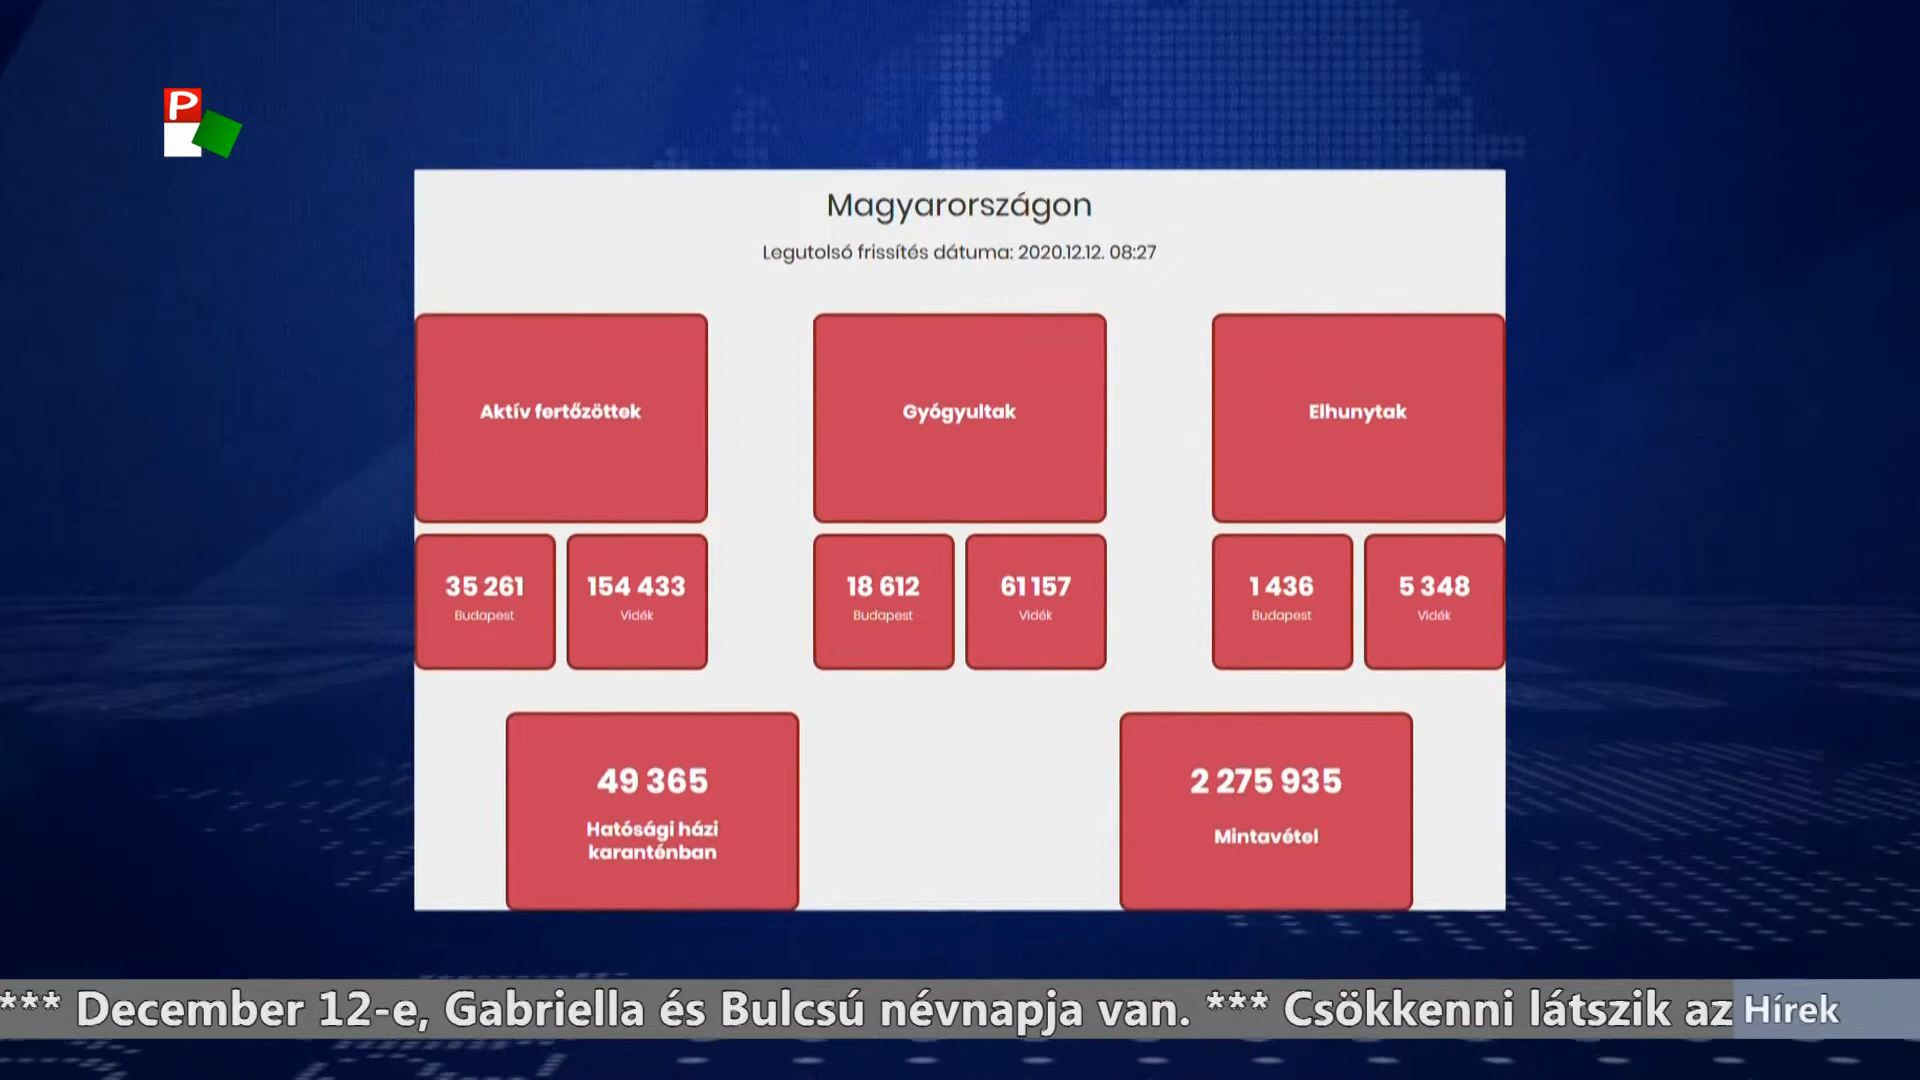 P
Magyarországon
Legutolsó frissítés dátuma: 2020.12.12. 08:27
Aktív fertőzöttek
Gyógyultak
Elhunytak
35 261
Budapest
154 433
Vidék
18 612
Budapest
61 157
Vidék
1 436
Budapest
5 348
Vidék
49 365
Hatósági házi
karanténban
2 275 935
Mintavétel
*** December 12-e, Gabriella és Bulcsú névnapja van. *** Csökkenni látszik az
Hírek